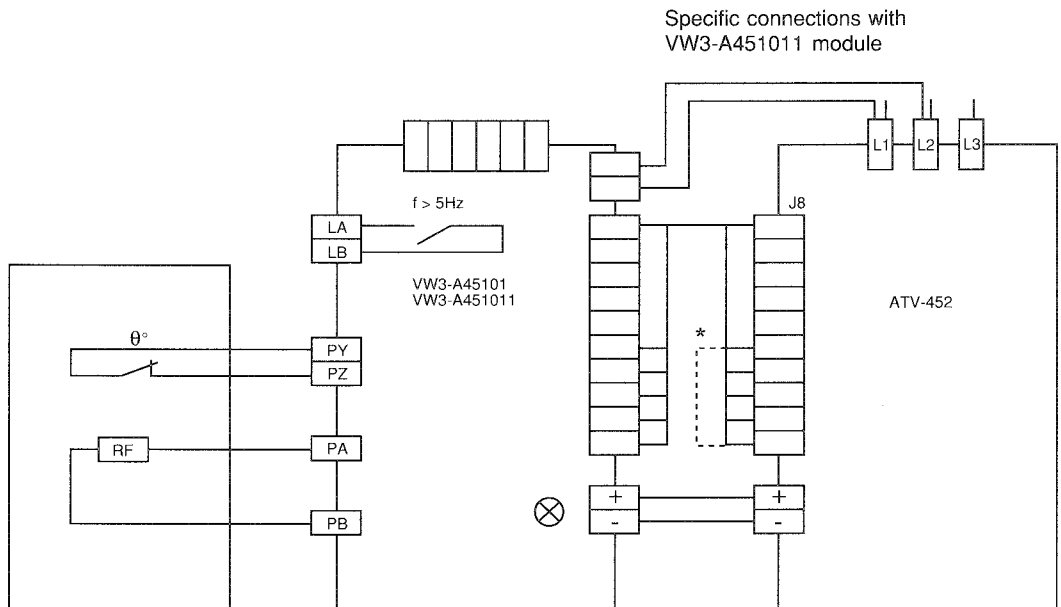 Specific connections with
VW3-A451011 module
L1
L2
L3
J8
f > 5Hz
LA
LB
VW3-A45101
VW3-A451011
ATV-452
*
θ°
PY
PZ
RF
PA
PB
+
-
+
-